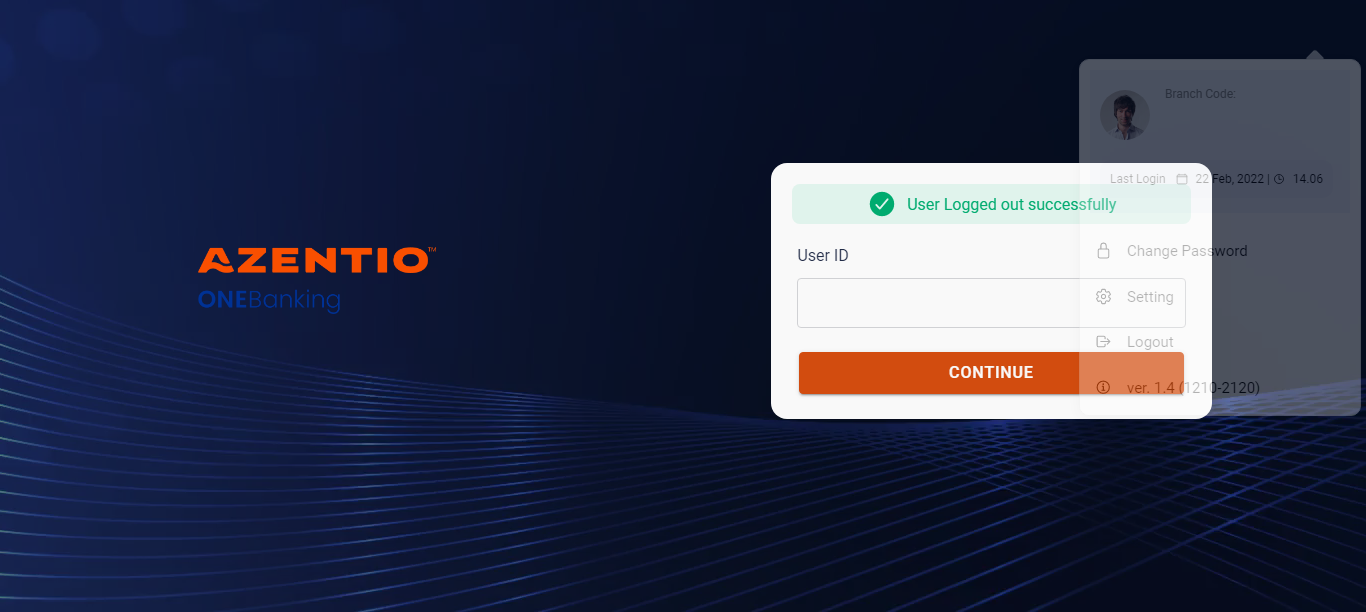 Branch Code:
Last Login 22 Feb, 2022 | 14.06
User Logged out successfully
AZENTIO™
ONEBanking
User ID
Change Password
Setting
Logout
CONTINUE
ver. 1.4 (1210-2120)